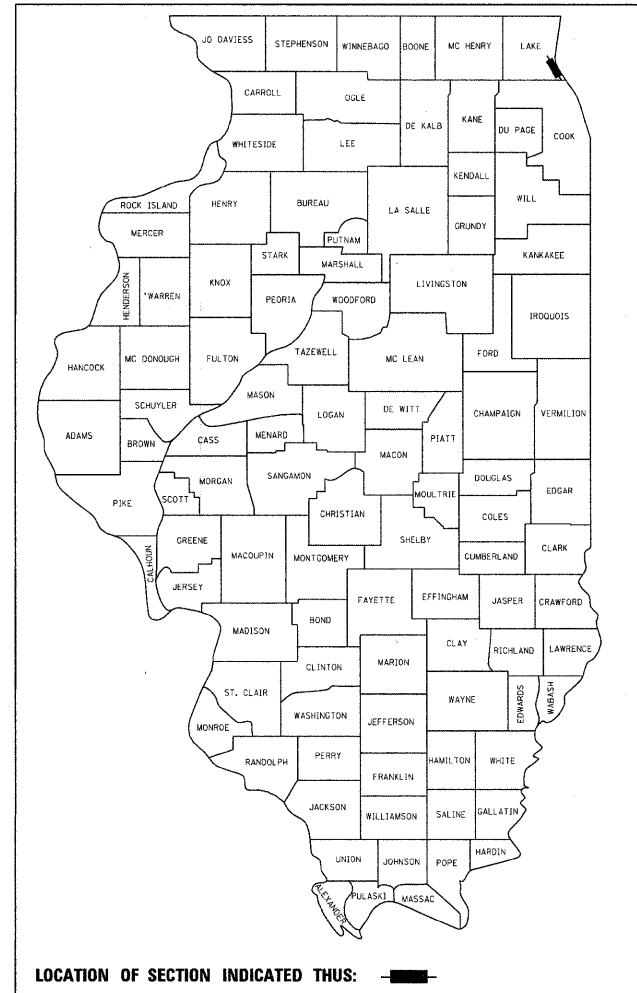 JO DAVIESS
STEPHENSON
WINNEBAGO
BOONE
MC HENRY
LAKE
CARROLL
OGLE
DE KALB
KANE
DU PAGE
COOK
WHITESIDE
LEE
KENDALL
WILL
ROCK ISLAND
HENRY
BUREAU
LA SALLE
GRUNDY
MERCER
PUTNAM
KANKAKEE
STARK
MARSHALL
HENDERSON
WARREN
KNOX
PEORIA
WOODFORD
LIVINGSTON
IROQUOIS
HANCOCK
MC DONOUGH
FULTON
TAZEWELL
MC LEAN
FORD
MASON
SCHUYLER
LOGAN
DE WITT
CHAMPAIGN
VERMILION
ADAMS
BROWN
CASS
MENARD
PIATT
MACON
MORGAN
SANGAMON
DOUGLAS
EDGAR
PIKE
SCOTT
CHRISTIAN
MOULTRIE
COLES
GREENE
MACOUPIN
MONTGOMERY
SHELBY
CUMBERLAND
CLARK
CALHOUN
JERSEY
FAYETTE
EFFINGHAM
JASPER
CRAWFORD
MADISON
BOND
CLAY
RICHLAND
LAWRENCE
CLINTON
MARION
ST. CLAIR
WAYNE
EDWARDS
WABASH
WASHINGTON
JEFFERSON
MONROE
RANDOLPH
PERRY
HAMILTON
WHITE
FRANKLIN
JACKSON
WILLIAMSON
SALINE
GALLATIN
UNION
JOHNSON
POPE
HARDIN
ALEXANDER
PULASKI
MASSAC
LOCATION OF SECTION INDICATED THUS: